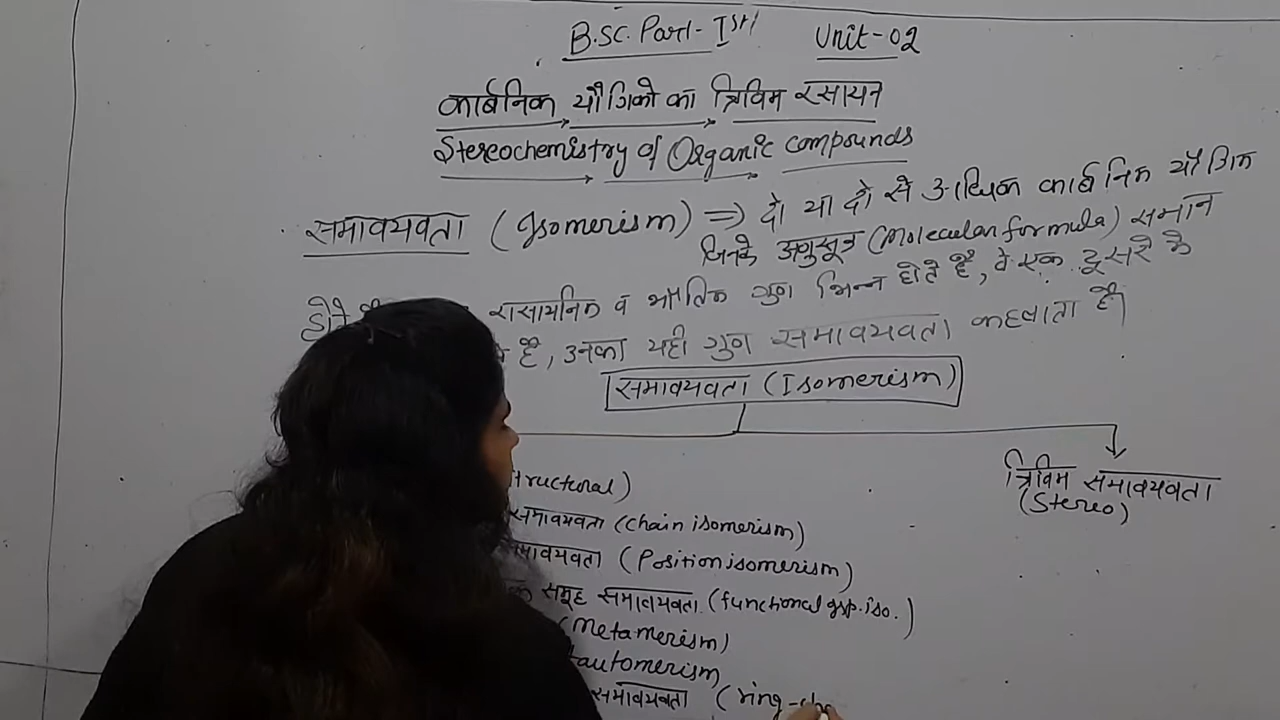 B.SC. Part-Ist Unit-02
कार्बनिक यौगिको का त्रिविम रसायन
Stereochemistry of Organic compounds
समावयवता (Isomerism) ⇒ दो या दो से अधिक कार्बनिक यौगिक
जिनके अणुसूत्र (Molecular formula) समान
होते रासायनिक व भौतिक गुण भिन्न होते है, वे एक दूसरे के
है, उनका यही गुण समावयवता कहलाता है।
समावयवता (Isomerism)
त्रिविम समावयवता
(Stereo)
tructural)
समावयवता (Chain isomerism)
समावयवता (Position isomerism)
समूह समावयवता (functional grp. iso.)
(Metamerism)
tautomerism
समावयवता (ring-